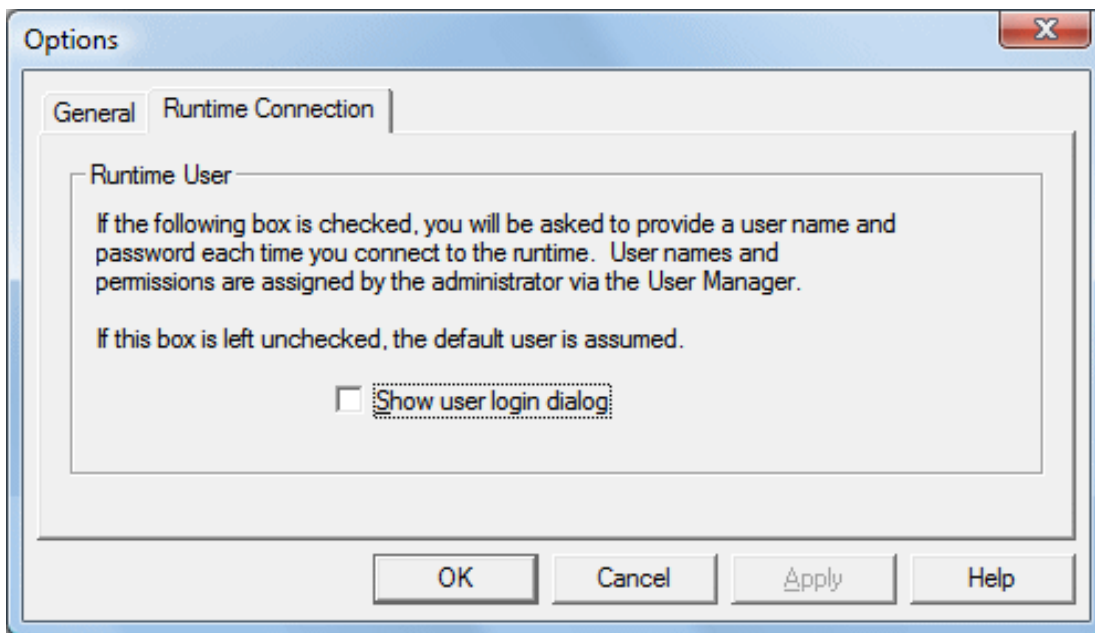 Options
General
Runtime Connection
Runtime User
If the following box is checked, you will be asked to provide a user name and
password each time you connect to the runtime.  User names and
permissions are assigned by the administrator via the User Manager.
If this box is left unchecked, the default user is assumed.
Show user login dialog
OK
Cancel
Apply
Help